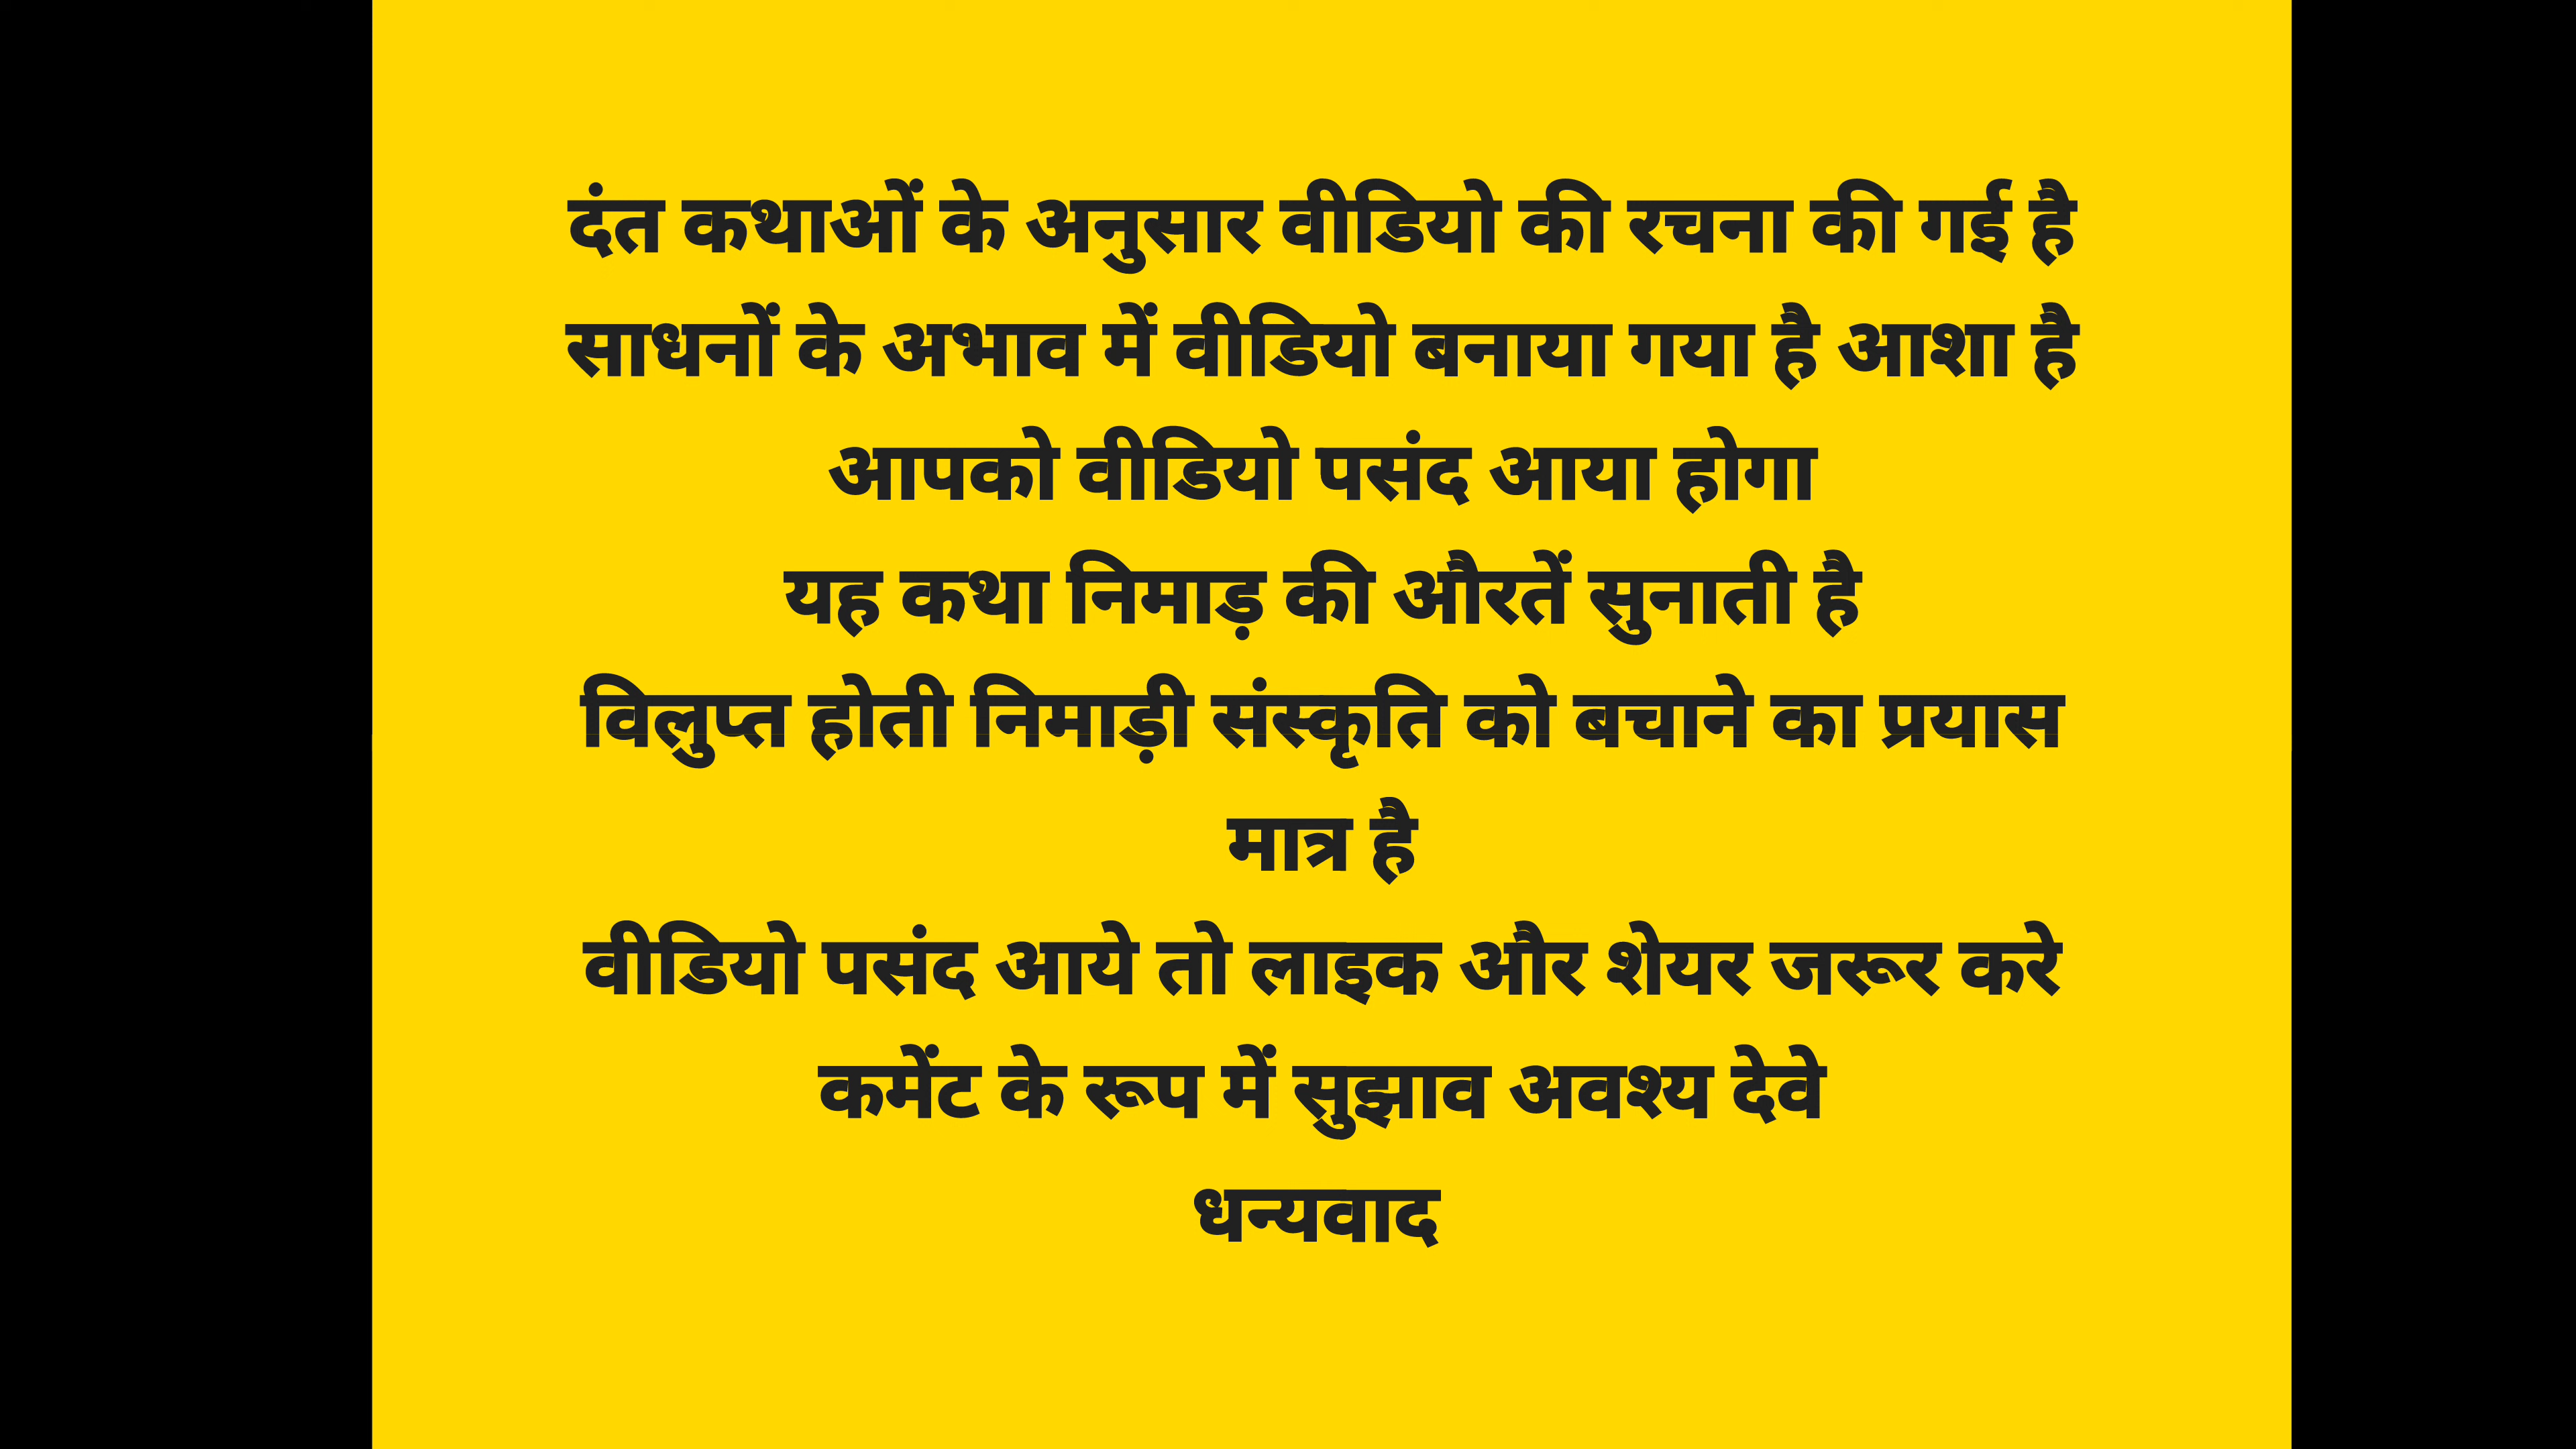 दंत कथाओं के अनुसार वीडियो की रचना की गई है
साधनों के अभाव में वीडियो बनाया गया है आशा है
आपको वीडियो पसंद आया होगा
यह कथा निमाड़ की औरतें सुनाती है
विलुप्त होती निमाड़ी संस्कृति को बचाने का प्रयास
मात्र है
वीडियो पसंद आये तो लाइक और शेयर जरूर करे
कमेंट के रूप में सुझाव अवश्य देवे
धन्यवाद